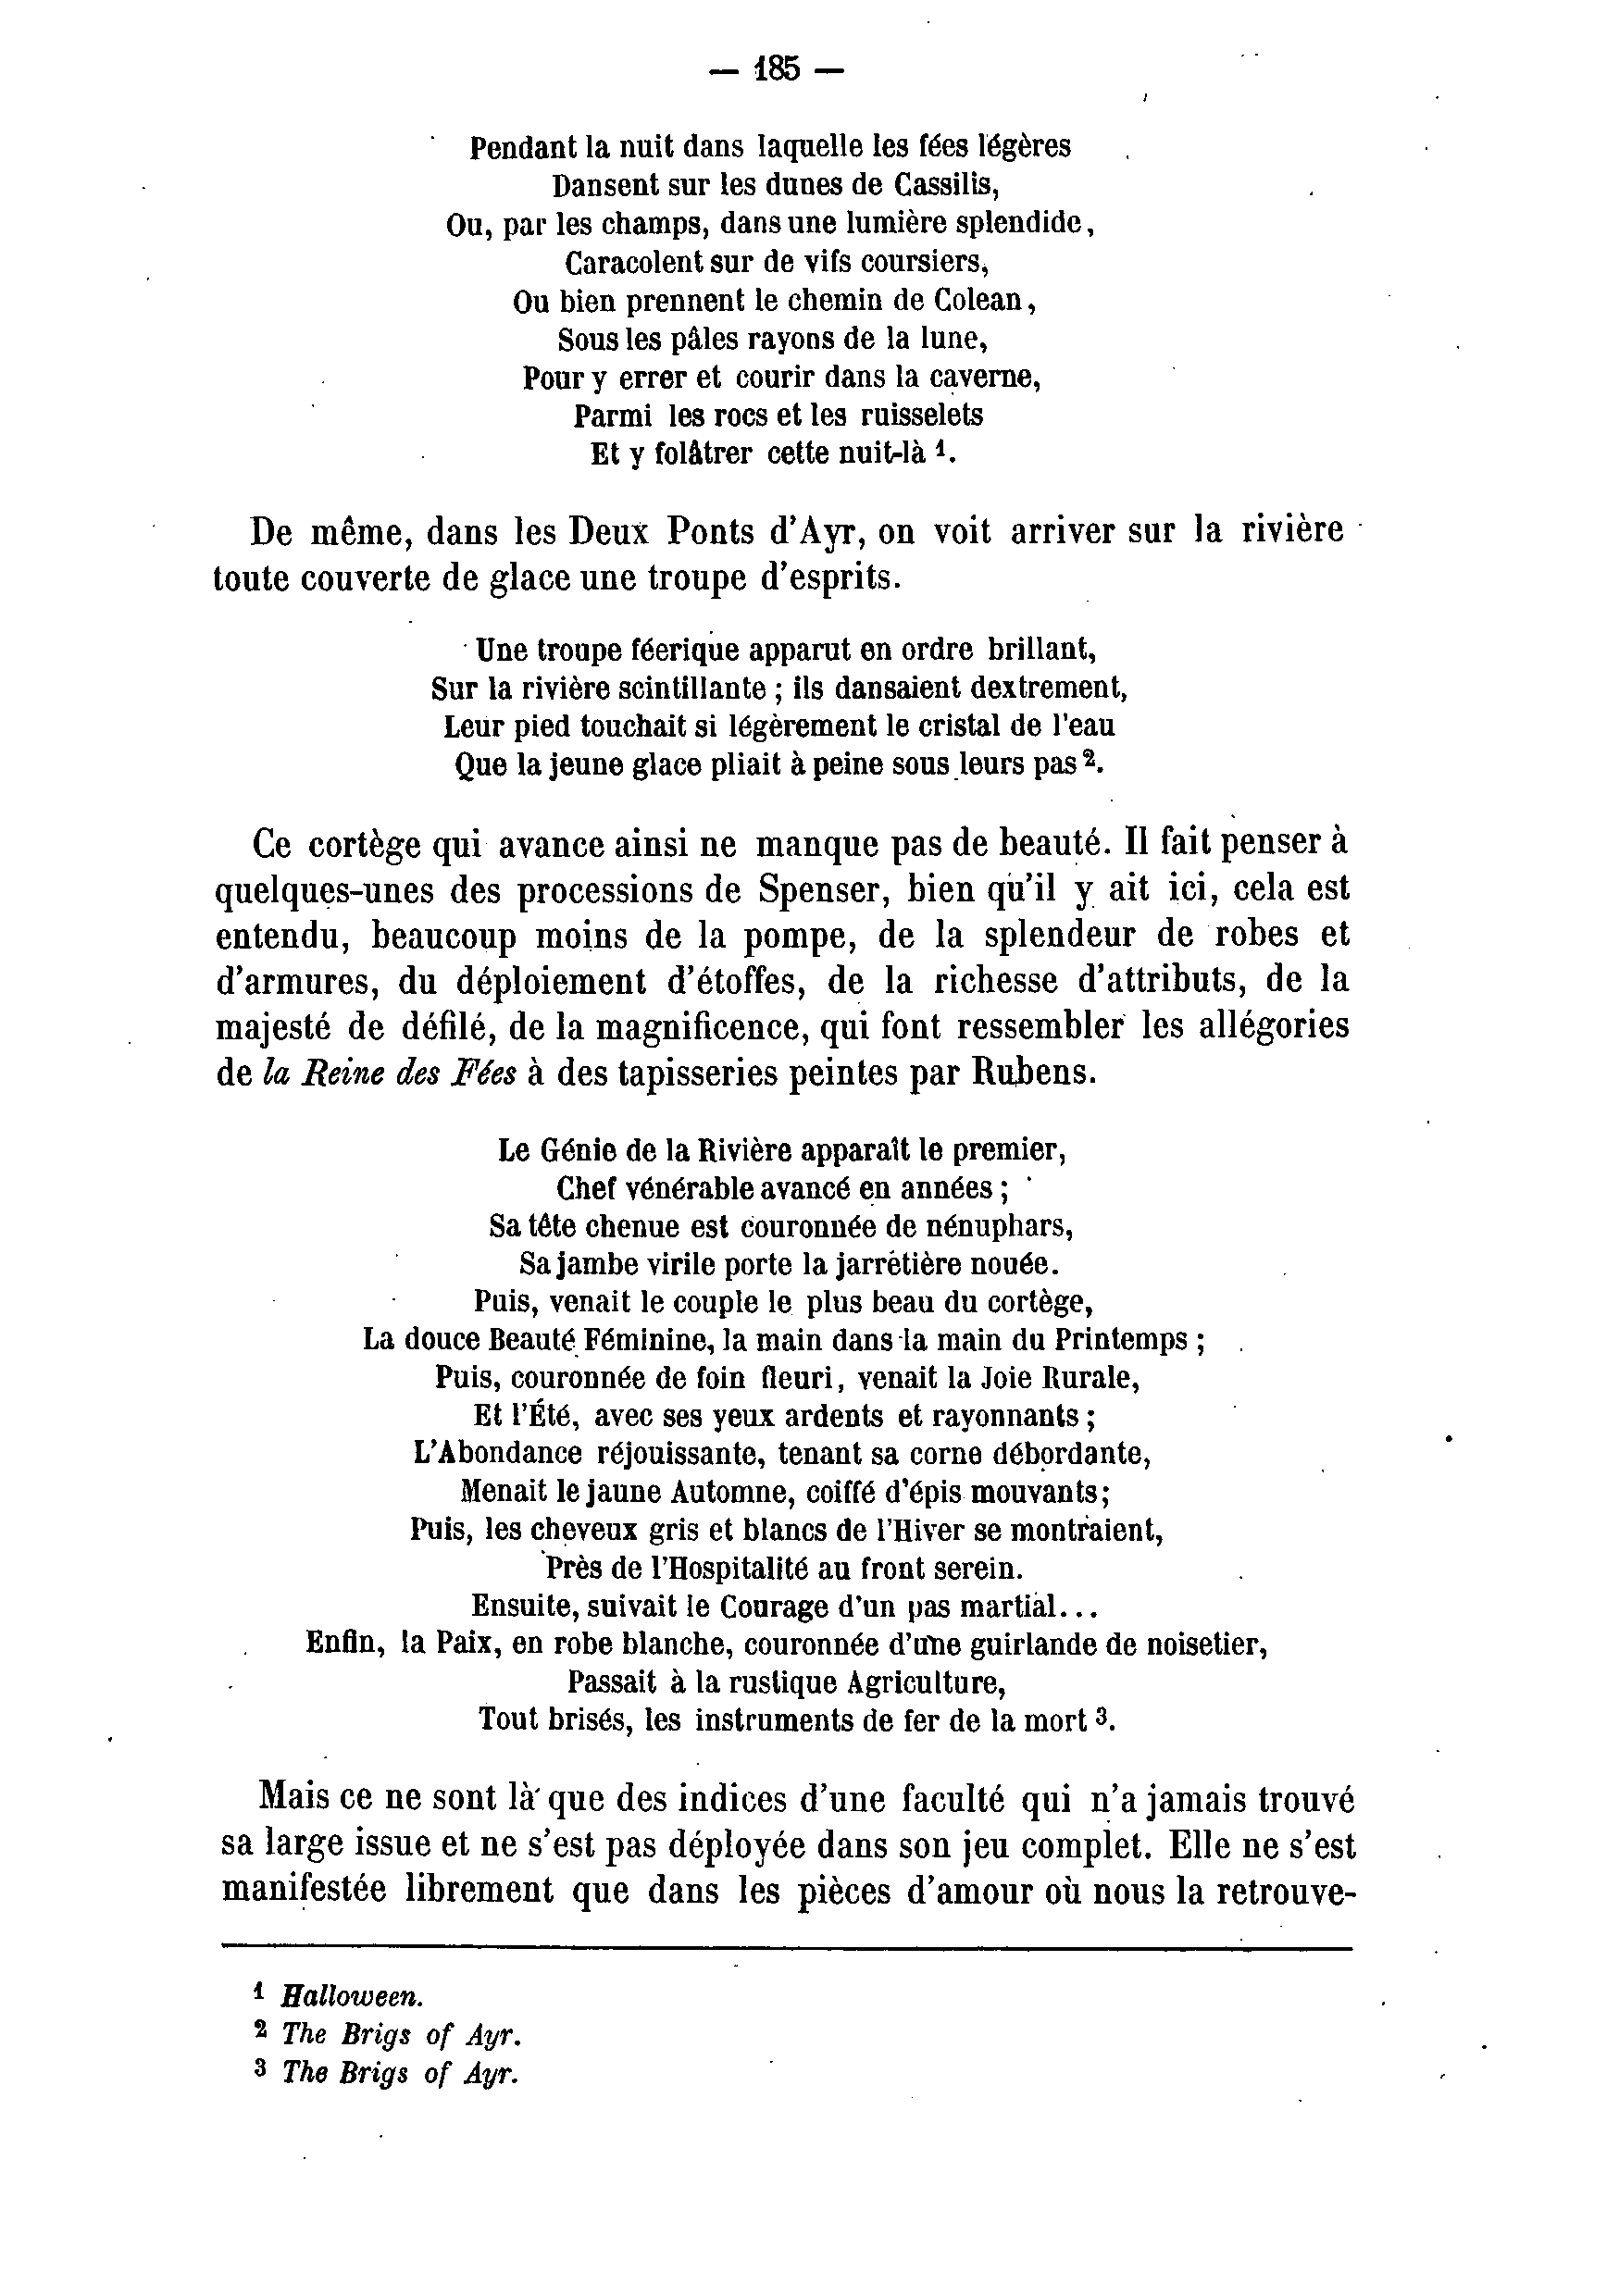 — 185 —
Pendant la nuit dans laquelle les fées légères
Dansent sur les dunes de Cassilis,
Ou, par les champs, dans une lumière splendide,
Caracolent sur de vifs coursiers,
Ou bien prennent le chemin de Colean,
Sous les pâles rayons de la lune,
Pour y errer et courir dans la caverne,
Parmi les rocs et les ruisselets
Et y folâtrer cette nuit-là ¹.
De même, dans les Deux Ponts d'Ayr, on voit arriver sur la rivière
toute couverte de glace une troupe d'esprits.
Une troupe féerique apparut en ordre brillant,
Sur la rivière scintillante ; ils dansaient dextrement,
Leur pied touchait si légèrement le cristal de l'eau
Que la jeune glace pliait à peine sous leurs pas ².
Ce cortège qui avance ainsi ne manque pas de beauté. Il fait penser à
quelques-unes des processions de Spenser, bien qu'il y ait ici, cela est
entendu, beaucoup moins de la pompe, de la splendeur de robes et
d'armures, du déploiement d'étoffes, de la richesse d'attributs, de la
majesté de défilé, de la magnificence, qui font ressembler les allégories
de la Reine des Fées à des tapisseries peintes par Rubens.
Le Génie de la Rivière apparaît le premier,
Chef vénérable avancé en années ;
Sa tête chenue est couronnée de nénuphars,
Sa jambe virile porte la jarretière nouée.
Puis, venait le couple le plus beau du cortège,
La douce Beauté Féminine, la main dans la main du Printemps ;
Puis, couronnée de foin fleuri, venait la Joie Rurale,
Et l'Été, avec ses yeux ardents et rayonnants ;
L'Abondance réjouissante, tenant sa corne débordante,
Menait le jaune Automne, coiffé d'épis mouvants ;
Puis, les cheveux gris et blancs de l'Hiver se montraient,
Près de l'Hospitalité au front serein.
Ensuite, suivait le Courage d'un pas martial...
Enfin, la Paix, en robe blanche, couronnée d'une guirlande de noisetier,
Passait à la rustique Agriculture,
Tout brisés, les instruments de fer de la mort ³.
Mais ce ne sont là que des indices d'une faculté qui n'a jamais trouvé
sa large issue et ne s'est pas déployée dans son jeu complet. Elle ne s'est
manifestée librement que dans les pièces d'amour où nous la retrouve-
¹ Halloween.
² The Brigs of Ayr.
³ The Brigs of Ayr.